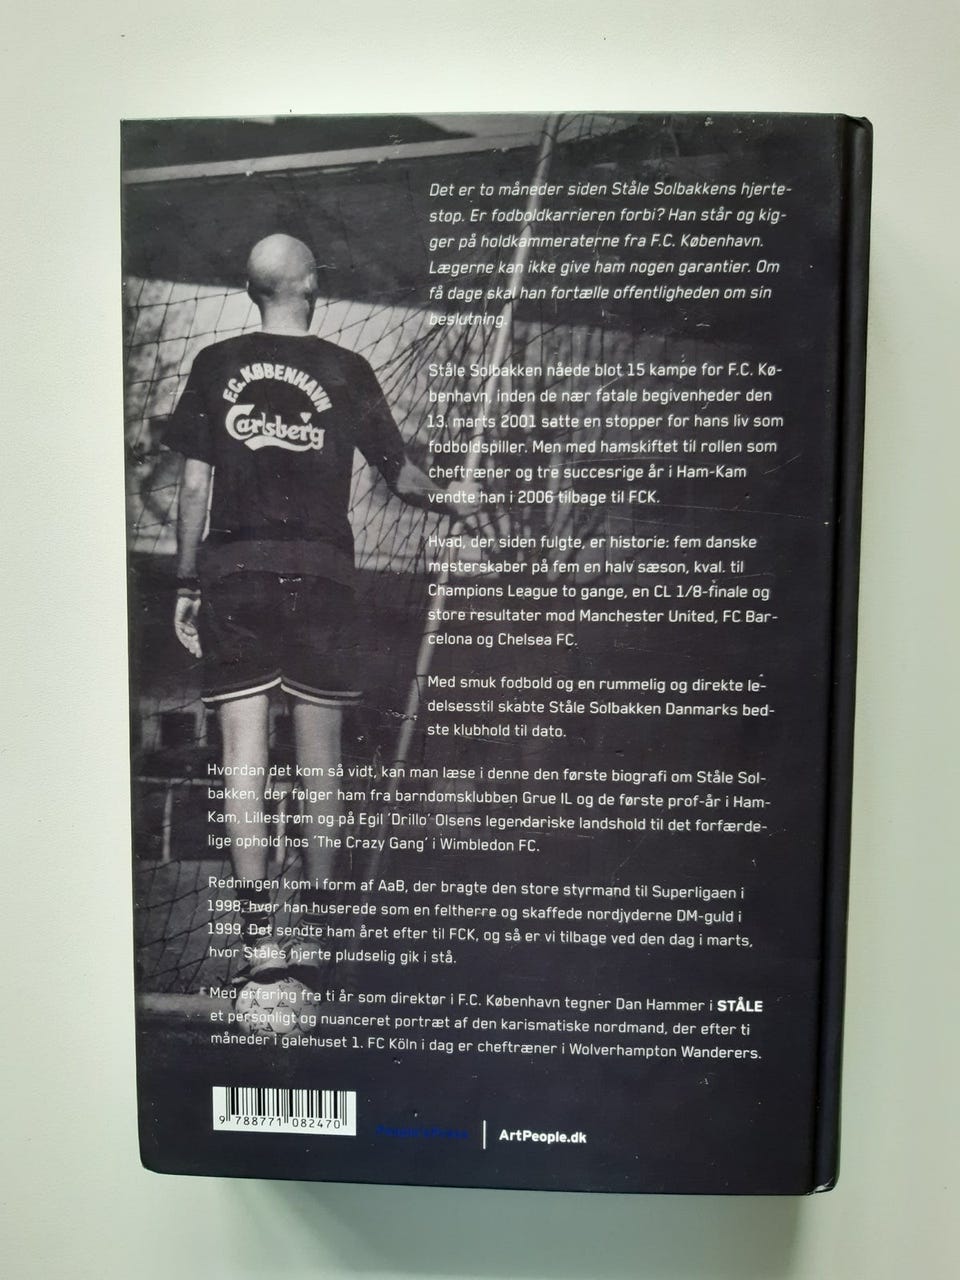 Det er to måneder siden Ståle Solbakkens hjerte-
stop. Er fodboldkarrieren forbi? Han står og kig-
ger på holdkammeraterne fra F.C. København.
Lægerne kan ikke give ham nogen garantier. Om
få dage skal han fortælle offentligheden om sin
beslutning.
F.C. KØBENHAVN
Carlsberg
Ståle Solbakken nåede blot 15 kampe for F.C. Kø-
benhavn, inden de nær fatale begivenheder den
13. marts 2001 satte en stopper for hans liv som
fodboldspiller. Men med hamskiftet til rollen som
cheftræner og tre succesrige år i Ham-Kam
vendte han i 2006 tilbage til FCK.
Hvad, der siden fulgte, er historie: fem danske
mesterskaber på fem en halv sæson, kval. til
Champions League to gange, en CL 1/8-finale og
store resultater mod Manchester United, FC Bar-
celona og Chelsea FC.
Med smuk fodbold og en rummelig og direkte le-
delsesstil skabte Ståle Solbakken Danmarks bed-
ste klubhold til dato.
Hvordan det kom så vidt, kan man læse i denne den første biografi om Ståle Sol-
bakken, der følger ham fra barndomsklubben Grue IL og de første prof-år i Ham-
Kam, Lillestrøm og på Egil 'Drillo' Olsens legendariske landshold til det forfærde-
lige ophold hos 'The Crazy Gang' i Wimbledon FC.
Redningen kom i form af AaB, der bragte den store styrmand til Superligaen i
1998, hvor han huserede som en feltherre og skaffede nordjyderne DM-guld i
1999. Det sendte ham året efter til FCK, og så er vi tilbage ved den dag i marts,
hvor Ståles hjerte pludselig gik i stå.
Med erfaring fra ti år som direktør i F.C. København tegner Dan Hammer i STÅLE
et personligt og nuanceret portræt af den karismatiske nordmand, der efter ti
måneder i galehuset 1. FC Köln i dag er cheftræner i Wolverhampton Wanderers.
9 788771 082470
ArtPeople.dk